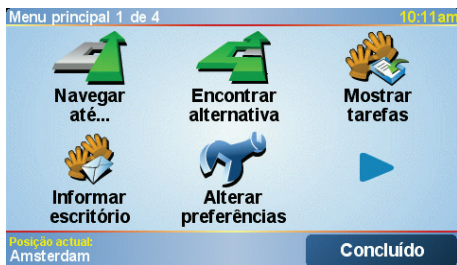 Menu principal 1 de 4
10:11am
Navegar
até...
Encontrar
alternativa
Mostrar
tarefas
Informar
escritório
Alterar
preferências
Posição actual:
Amsterdam
Concluído